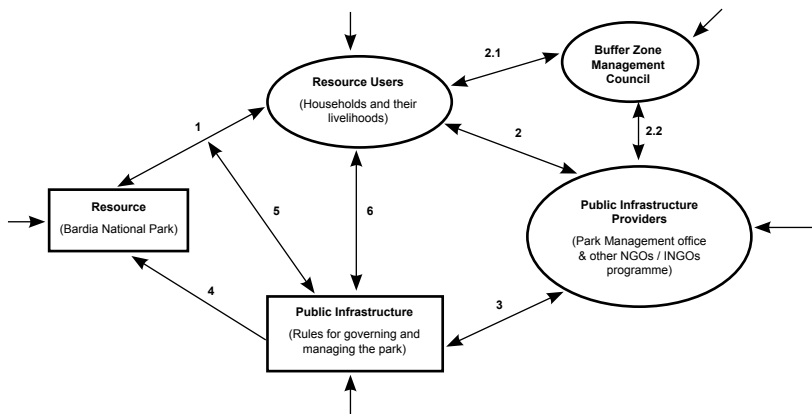 2.1
Buffer Zone
Management
Council
Resource Users
(Households and their
livelihoods)
1
2
2.2
Resource
(Bardia National Park)
5
6
Public Infrastructure
Providers
(Park Management office
& other NGOs / INGOs
programme)
4
Public Infrastructure
(Rules for governing and
managing the park)
3